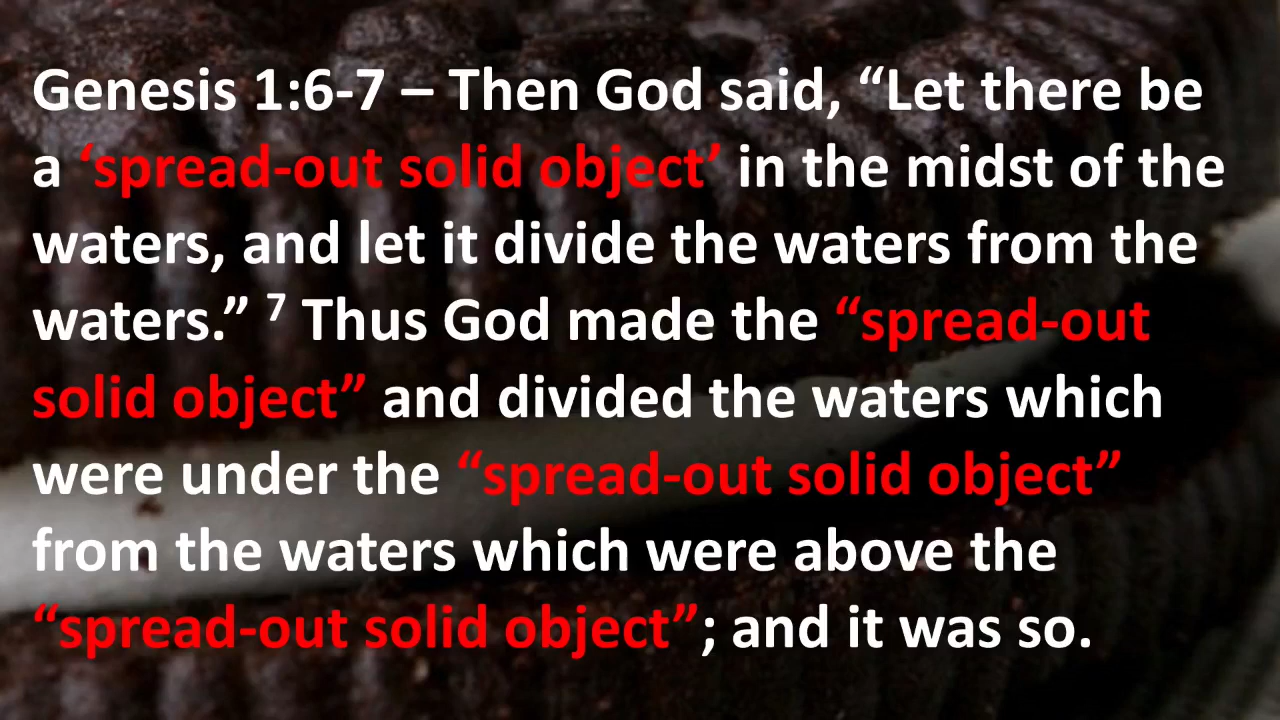 Genesis 1:6-7 – Then God said, “Let there be
a ‘spread-out solid object’ in the midst of the
waters, and let it divide the waters from the
waters.” ⁷ Thus God made the “spread-out
solid object” and divided the waters which
were under the “spread-out solid object”
from the waters which were above the
“spread-out solid object”; and it was so.